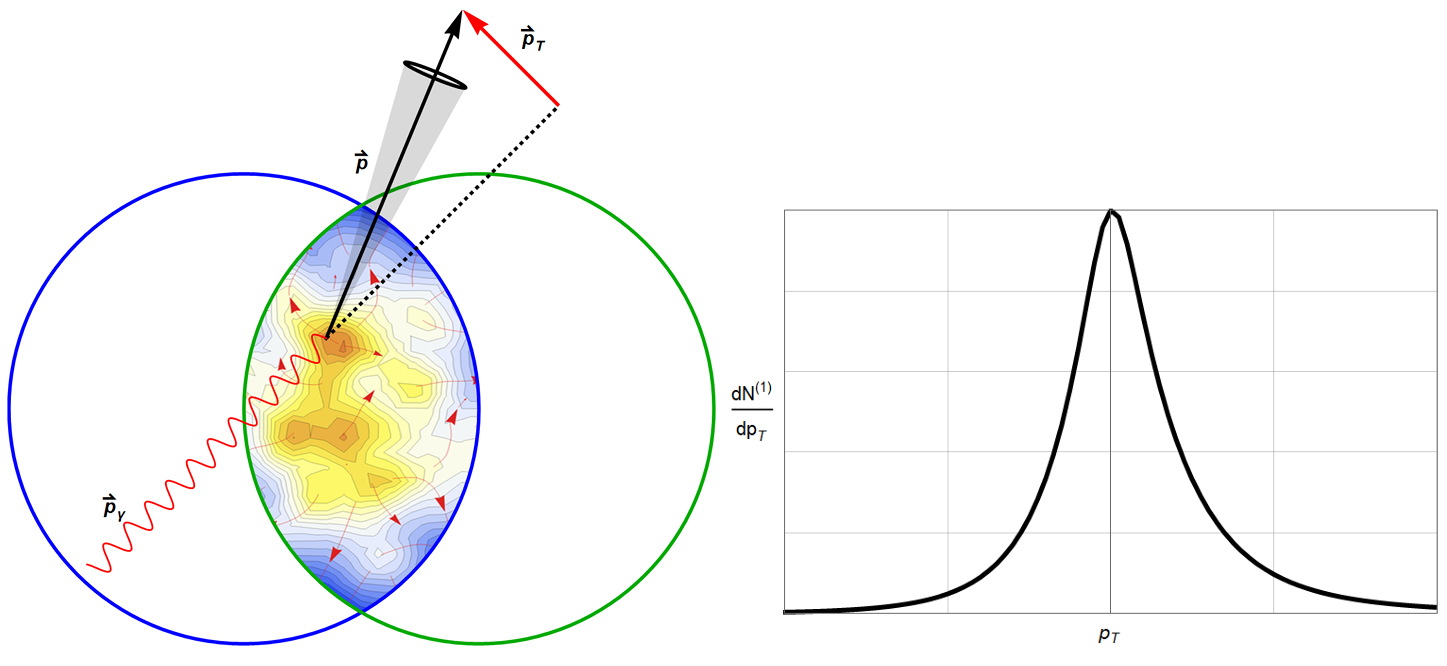 p⃗_T
p⃗
p⃗_γ
dN^(1)
dp_T
p_T